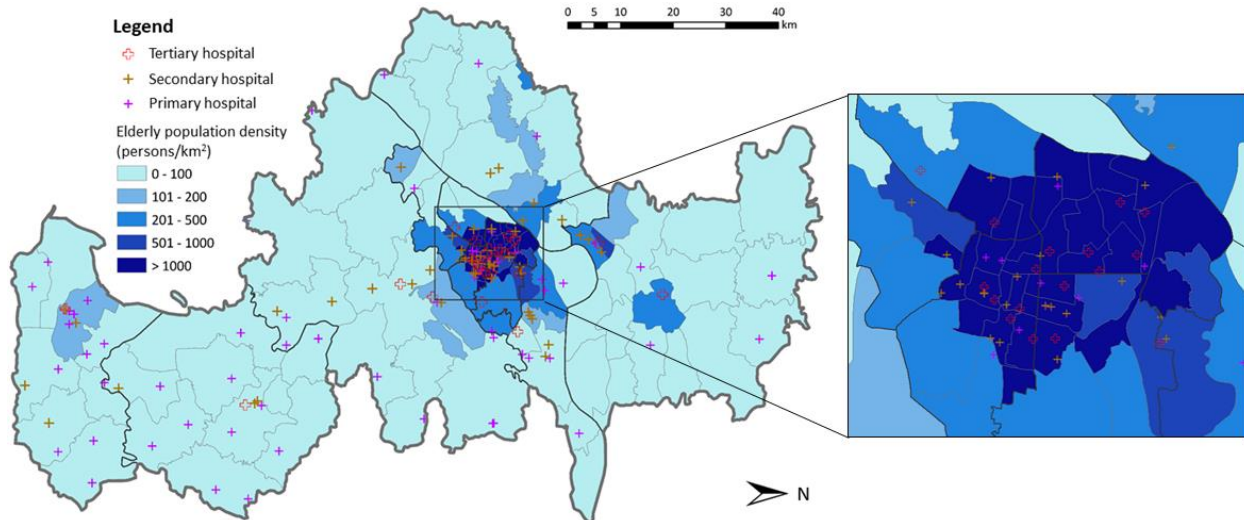 0 5 10 20 30 40
km
Legend
Tertiary hospital
Secondary hospital
Primary hospital
Elderly population density
(persons/km²)
0 - 100
101 - 200
201 - 500
501 - 1000
> 1000
N